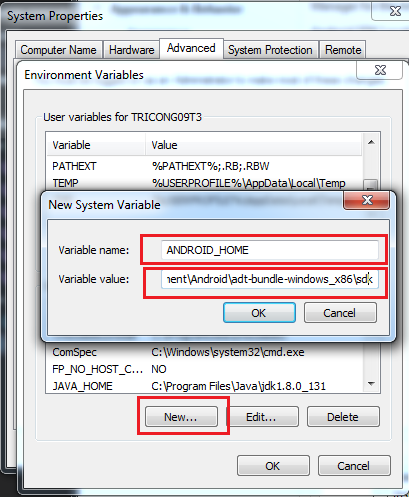 System Properties
Computer Name Hardware Advanced System Protection Remote
Environment Variables
User variables for TRICONG09T3
Variable Value
PATHEXT %PATHEXT%;.RB;.RBW
TEMP %USERPROFILE%\AppData\Local\Temp
New System Variable
Variable name: ANDROID_HOME
Variable value: nent\Android\adt-bundle-windows_x86\sdk
OK Cancel
ComSpec C:\Windows\system32\cmd.exe
FP_NO_HOST_C... NO
JAVA_HOME C:\Program Files\Java\jdk1.8.0_131
New... Edit... Delete
OK Cancel